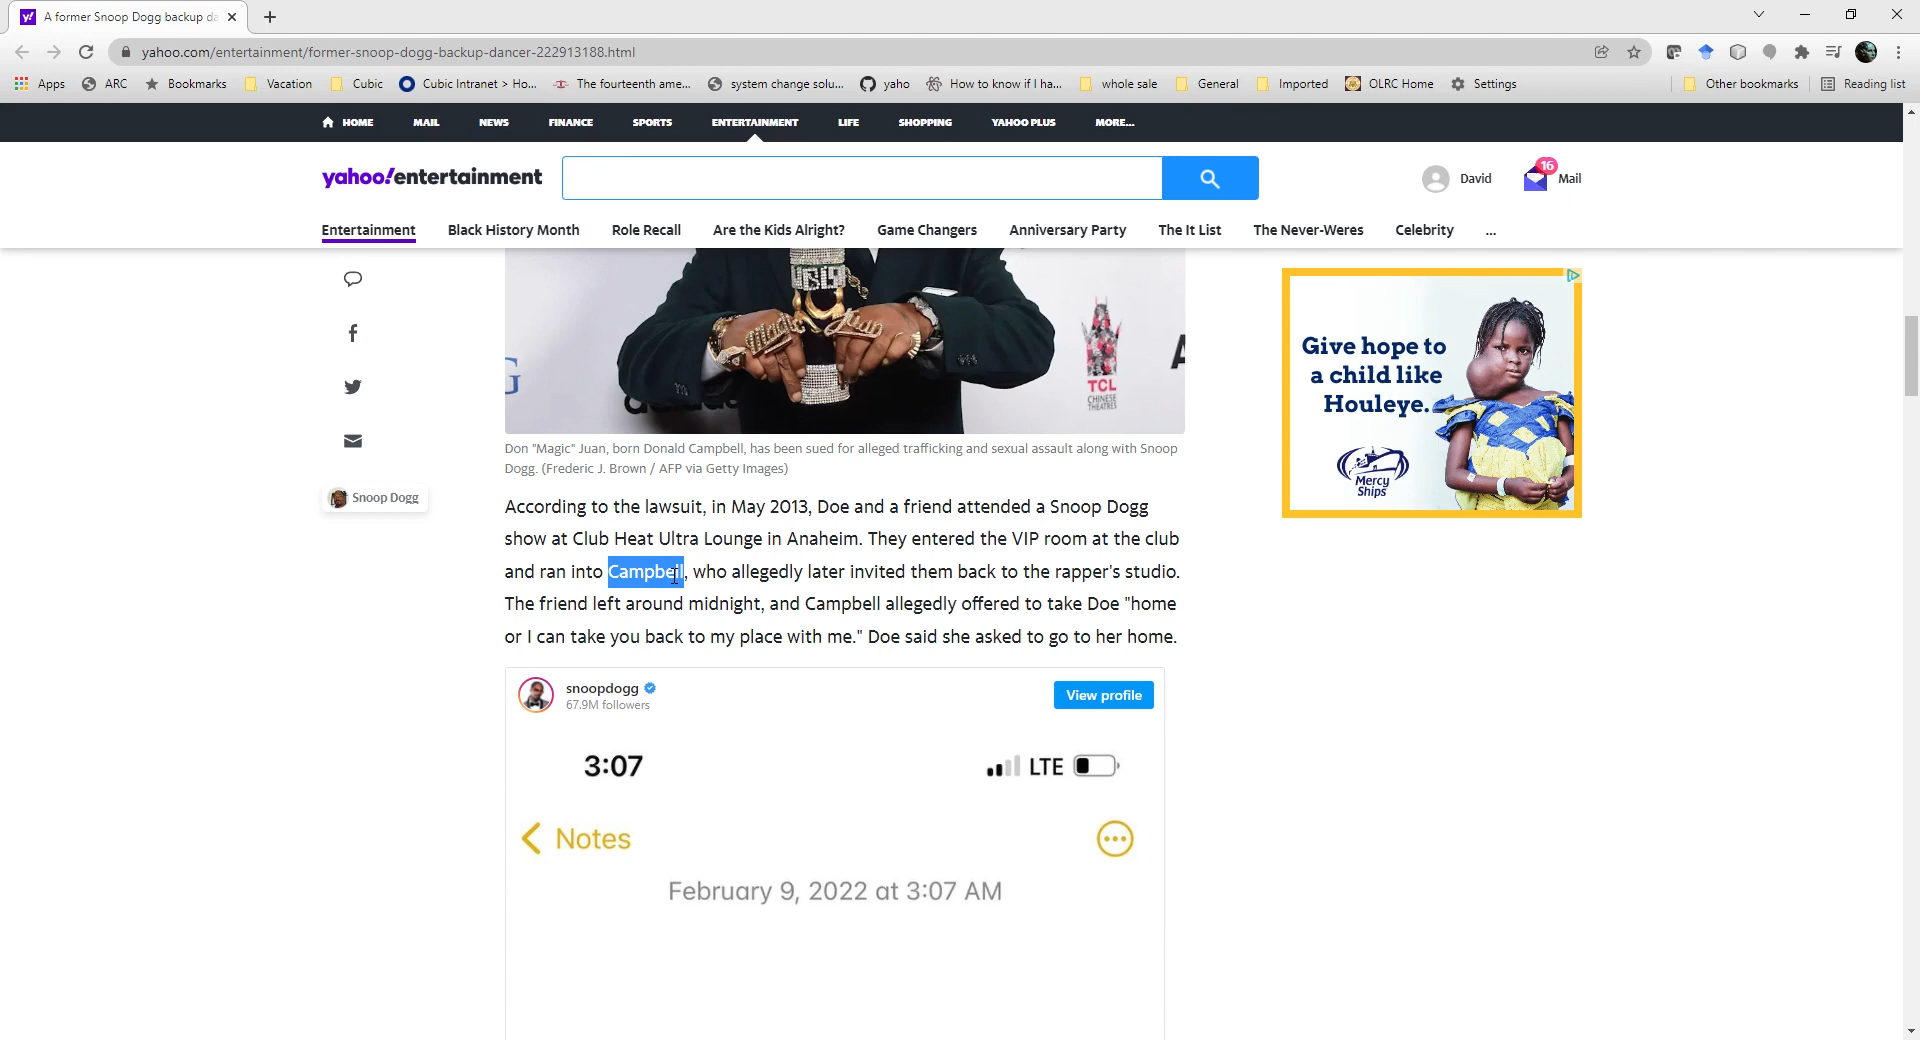 A former Snoop Dogg backup da
yahoo.com/entertainment/former-snoop-dogg-backup-dancer-222913188.html
Apps ARC Bookmarks Vacation Cubic Cubic Intranet > Ho... The fourteenth ame... system change solu... yaho How to know if I ha... whole sale General Imported OLRC Home Settings Other bookmarks Reading list
HOME MAIL NEWS FINANCE SPORTS ENTERTAINMENT LIFE SHOPPING YAHOO PLUS MORE...
yahoo!entertainment David 16 Mail
Entertainment Black History Month Role Recall Are the Kids Alright? Game Changers Anniversary Party The It List The Never-Weres Celebrity ...
Magic Juan
TCL
CHINESE
THEATRES
Don "Magic" Juan, born Donald Campbell, has been sued for alleged trafficking and sexual assault along with Snoop
Dogg. (Frederic J. Brown / AFP via Getty Images)
Snoop Dogg
According to the lawsuit, in May 2013, Doe and a friend attended a Snoop Dogg
show at Club Heat Ultra Lounge in Anaheim. They entered the VIP room at the club
and ran into Campbell, who allegedly later invited them back to the rapper's studio.
The friend left around midnight, and Campbell allegedly offered to take Doe "home
or I can take you back to my place with me." Doe said she asked to go to her home.
snoopdogg
67.9M followers
View profile
3:07 LTE
Notes
February 9, 2022 at 3:07 AM
Give hope to
a child like
Houleye.
Mercy
Ships